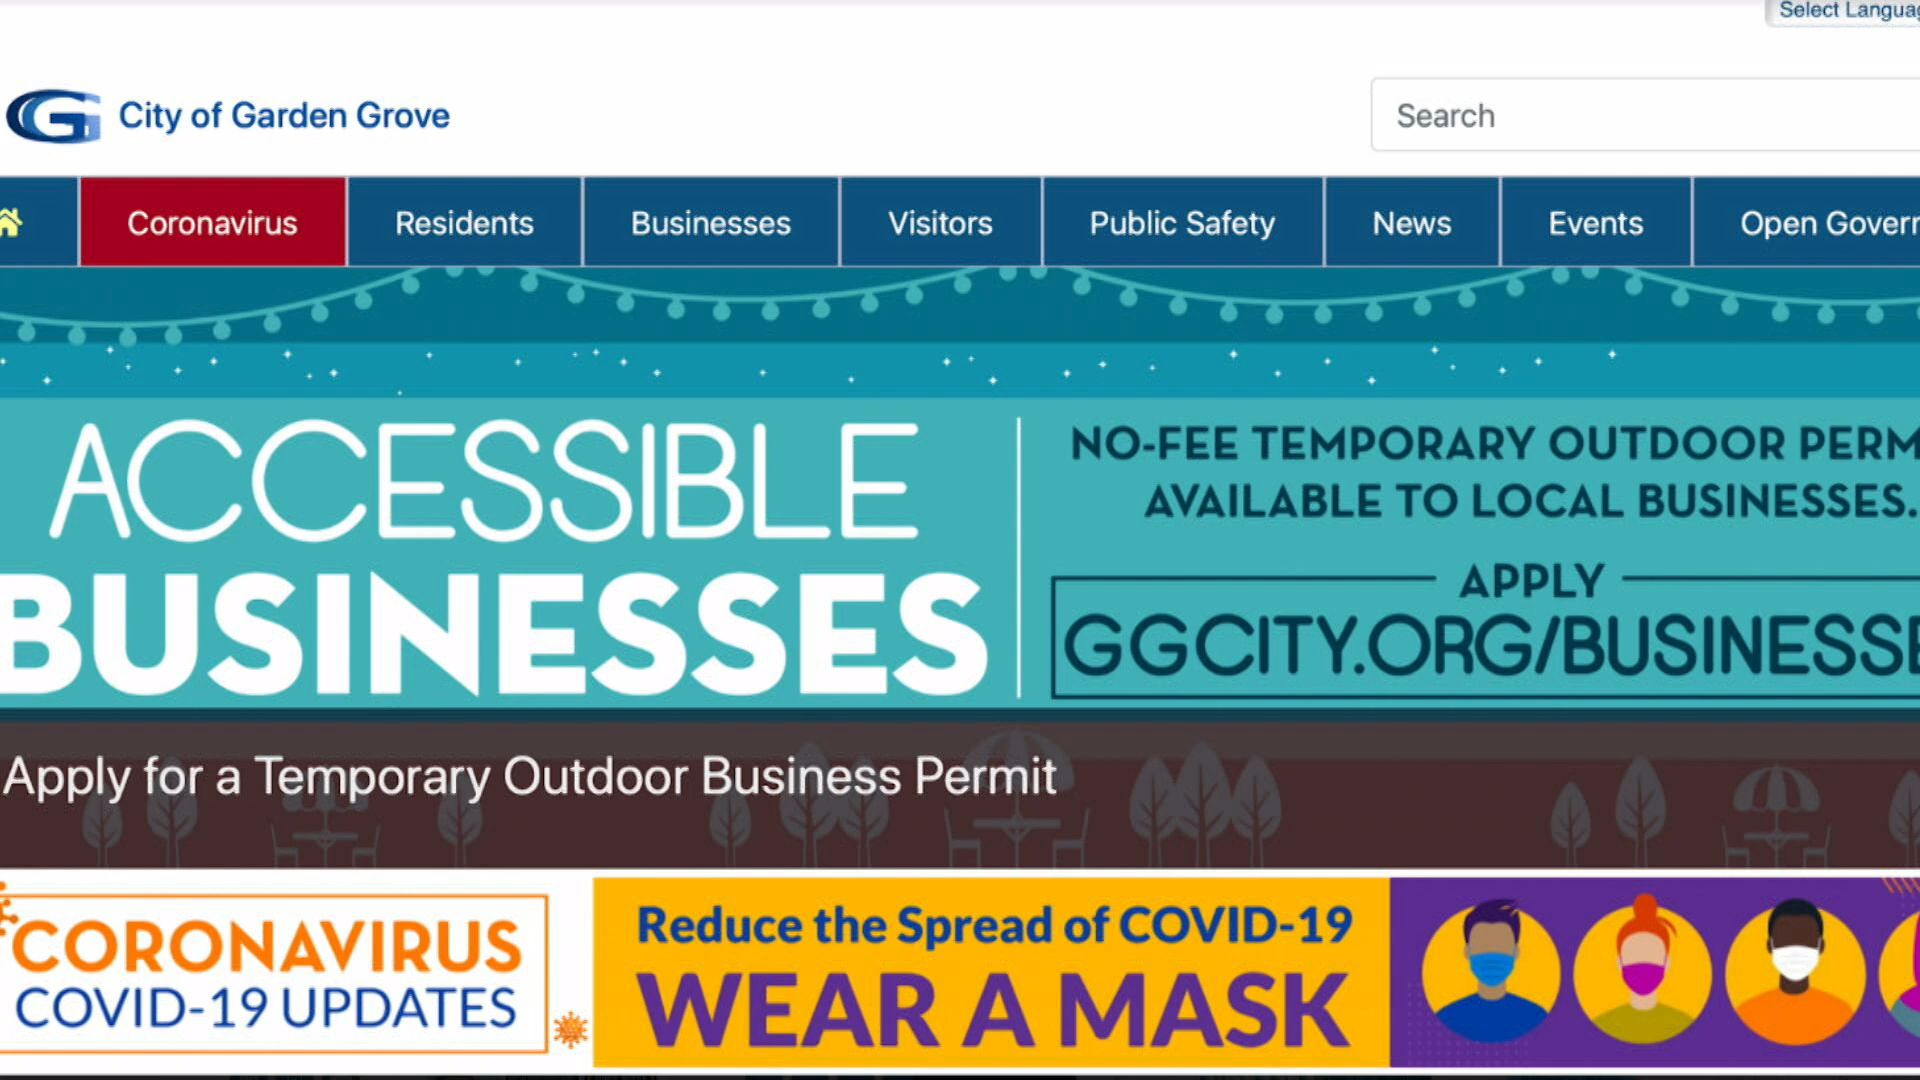 Select Langua
City of Garden Grove
Search
Coronavirus
Residents
Businesses
Visitors
Public Safety
News
Events
Open Govern
ACCESSIBLE
BUSINESSES
NO-FEE TEMPORARY OUTDOOR PERM
AVAILABLE TO LOCAL BUSINESSES.
APPLY
GGCITY.ORG/BUSINESSE
Apply for a Temporary Outdoor Business Permit
CORONAVIRUS
COVID-19 UPDATES
Reduce the Spread of COVID-19
WEAR A MASK